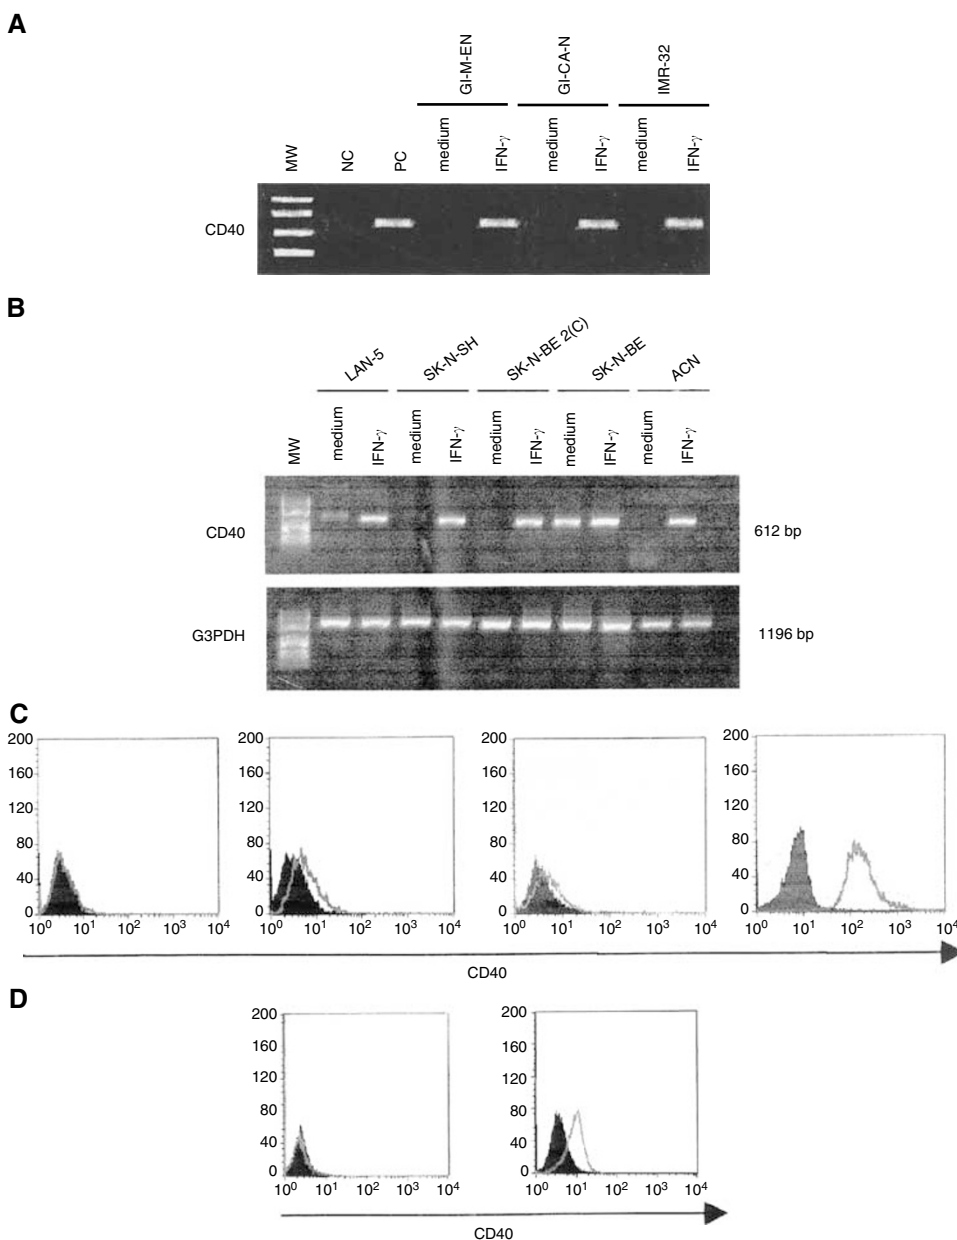 A
GI-M-EN GI-CA-N IMR-32
MW NC PC medium IFN-γ medium IFN-γ medium IFN-γ
CD40
B
LAN-5 SK-N-SH SK-N-BE 2(C) SK-N-BE ACN
MW medium IFN-γ medium IFN-γ medium IFN-γ medium IFN-γ medium IFN-γ
CD40 612 bp
G3PDH 1196 bp
C
200 200 200 200
160 160 160 160
120 120 120 120
80 80 80 80
40 40 40 40
0 0 0 0
10⁰ 10¹ 10² 10³ 10⁴ 10⁰ 10¹ 10² 10³ 10⁴ 10⁰ 10¹ 10² 10³ 10⁴ 10⁰ 10¹ 10² 10³ 10⁴
CD40
D
200 200
160 160
120 120
80 80
40 40
0 0
10⁰ 10¹ 10² 10³ 10⁴ 10⁰ 10¹ 10² 10³ 10⁴
CD40